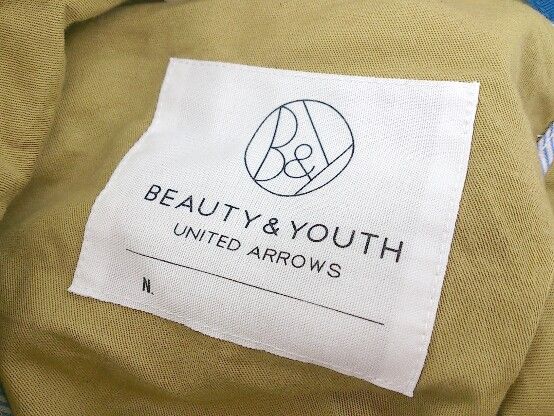 B&Y
BEAUTY & YOUTH
UNITED ARROWS
N.